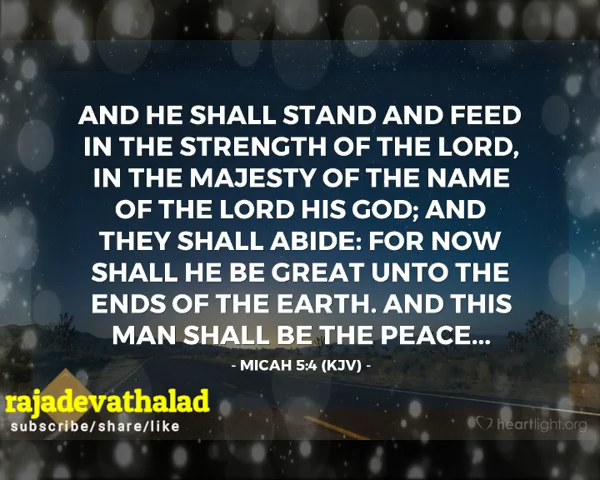 AND HE SHALL STAND AND FEED
IN THE STRENGTH OF THE LORD,
IN THE MAJESTY OF THE NAME
OF THE LORD HIS GOD; AND
THEY SHALL ABIDE: FOR NOW
SHALL HE BE GREAT UNTO THE
ENDS OF THE EARTH. AND THIS
MAN SHALL BE THE PEACE...
- MICAH 5:4 (KJV) -
rajadevathalad
subscribe/share/like
heartlight.org